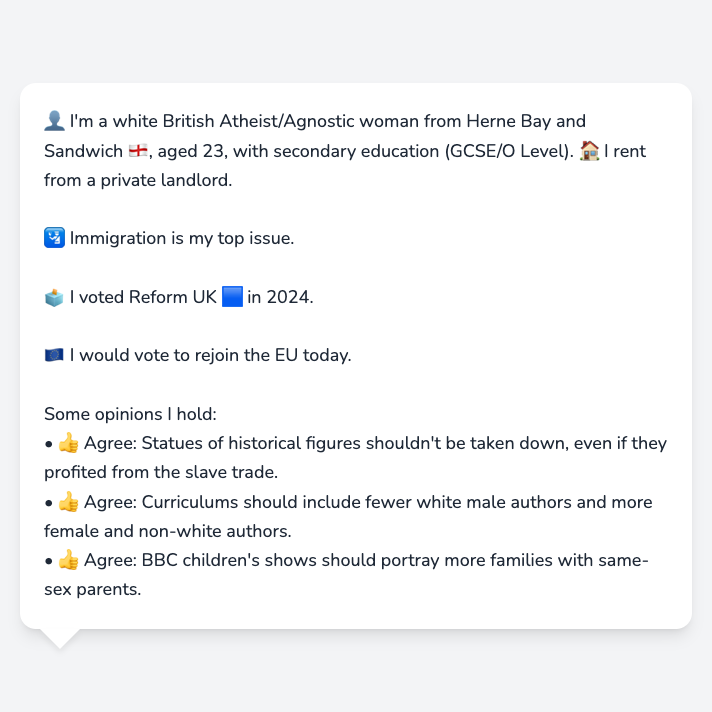 👤 I'm a white British Atheist/Agnostic woman from Herne Bay and
Sandwich 🏴󠁧󠁢󠁥󠁮󠁧󠁿, aged 23, with secondary education (GCSE/O Level). 🏠 I rent
from a private landlord.
🛂 Immigration is my top issue.
🗳️ I voted Reform UK 🟦 in 2024.
🇪🇺 I would vote to rejoin the EU today.
Some opinions I hold:
• 👍 Agree: Statues of historical figures shouldn't be taken down, even if they
profited from the slave trade.
• 👍 Agree: Curriculums should include fewer white male authors and more
female and non-white authors.
• 👍 Agree: BBC children's shows should portray more families with same-
sex parents.